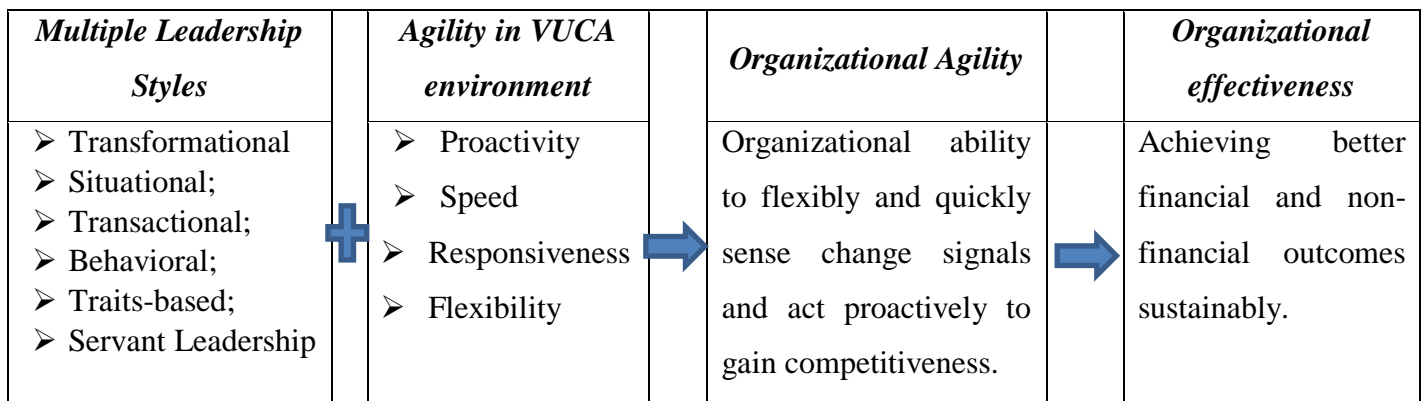 Multiple Leadership
Styles
➢ Transformational
➢ Situational;
➢ Transactional;
➢ Behavioral;
➢ Traits-based;
➢ Servant Leadership
Agility in VUCA
environment
➢ Proactivity
➢ Speed
➢ Responsiveness
➢ Flexibility
Organizational Agility
Organizational ability
to flexibly and quickly
sense change signals
and act proactively to
gain competitiveness.
Organizational
effectiveness
Achieving better
financial and non-
financial outcomes
sustainably.